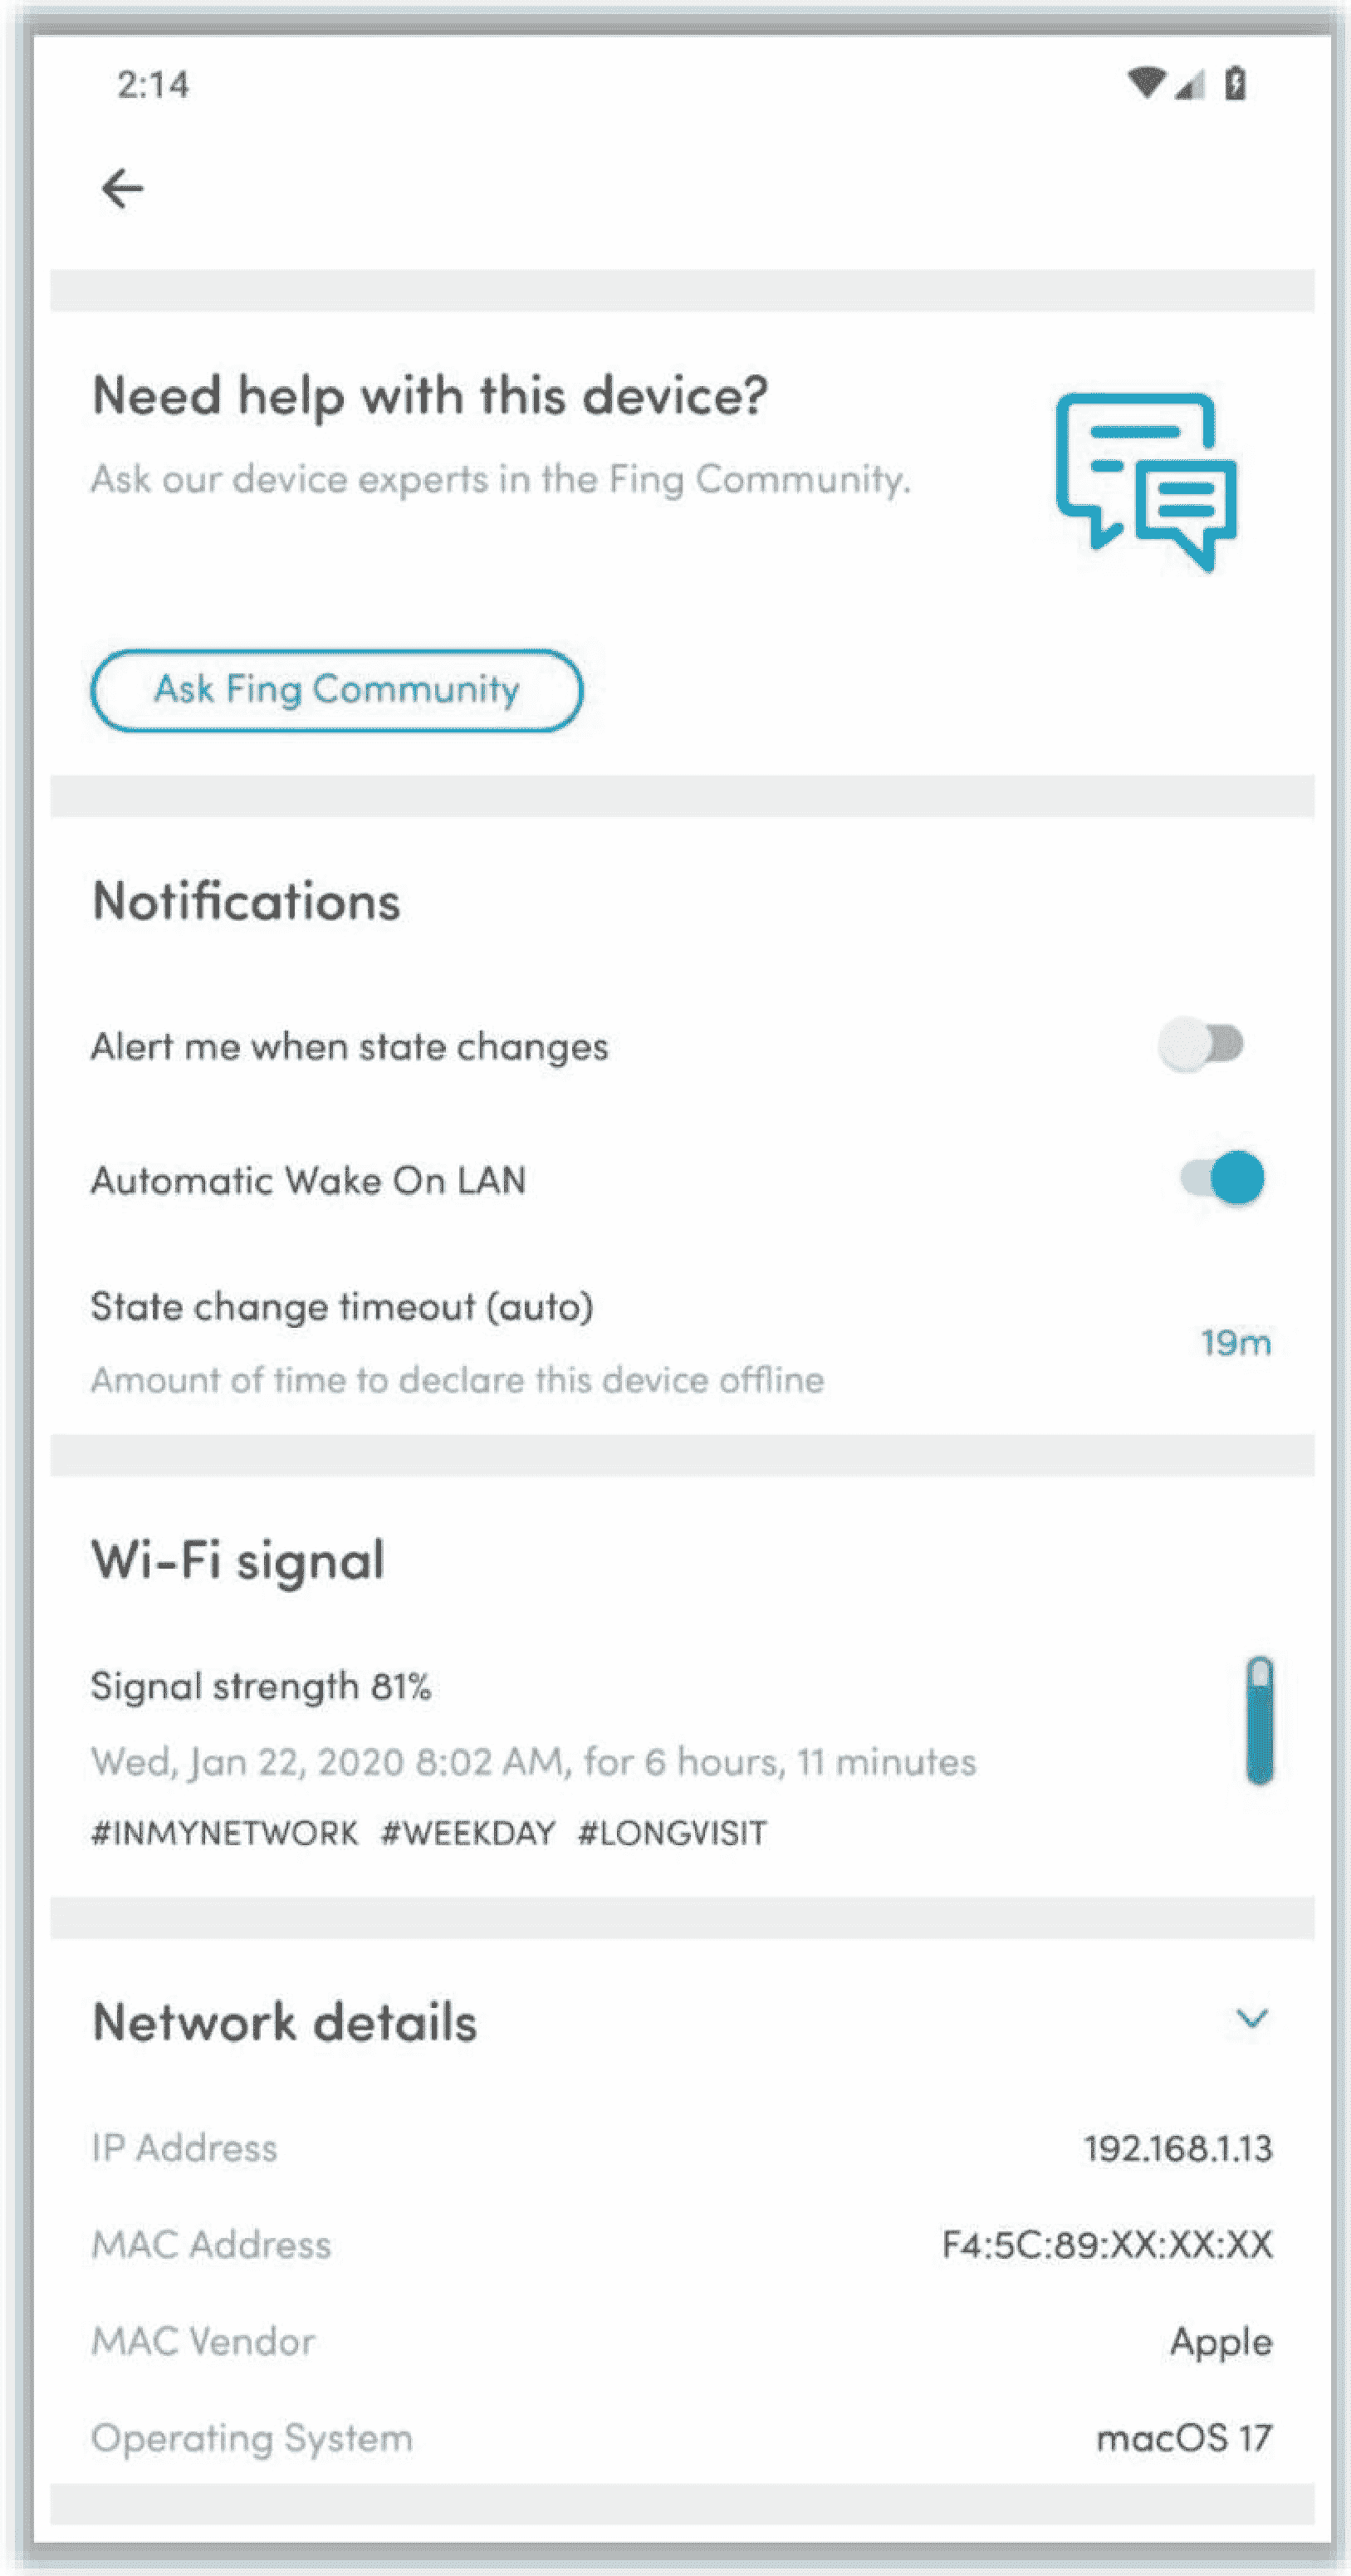 2:14
Need help with this device?
Ask our device experts in the Fing Community.
Ask Fing Community
Notifications
Alert me when state changes
Automatic Wake On LAN
State change timeout (auto)
19m
Amount of time to declare this device offline
Wi-Fi signal
Signal strength 81%
Wed, Jan 22, 2020 8:02 AM, for 6 hours, 11 minutes
#INMYNETWORK #WEEKDAY #LONGVISIT
Network details
IP Address 192.168.1.13
MAC Address F4:5C:89:XX:XX:XX
MAC Vendor Apple
Operating System macOS 17